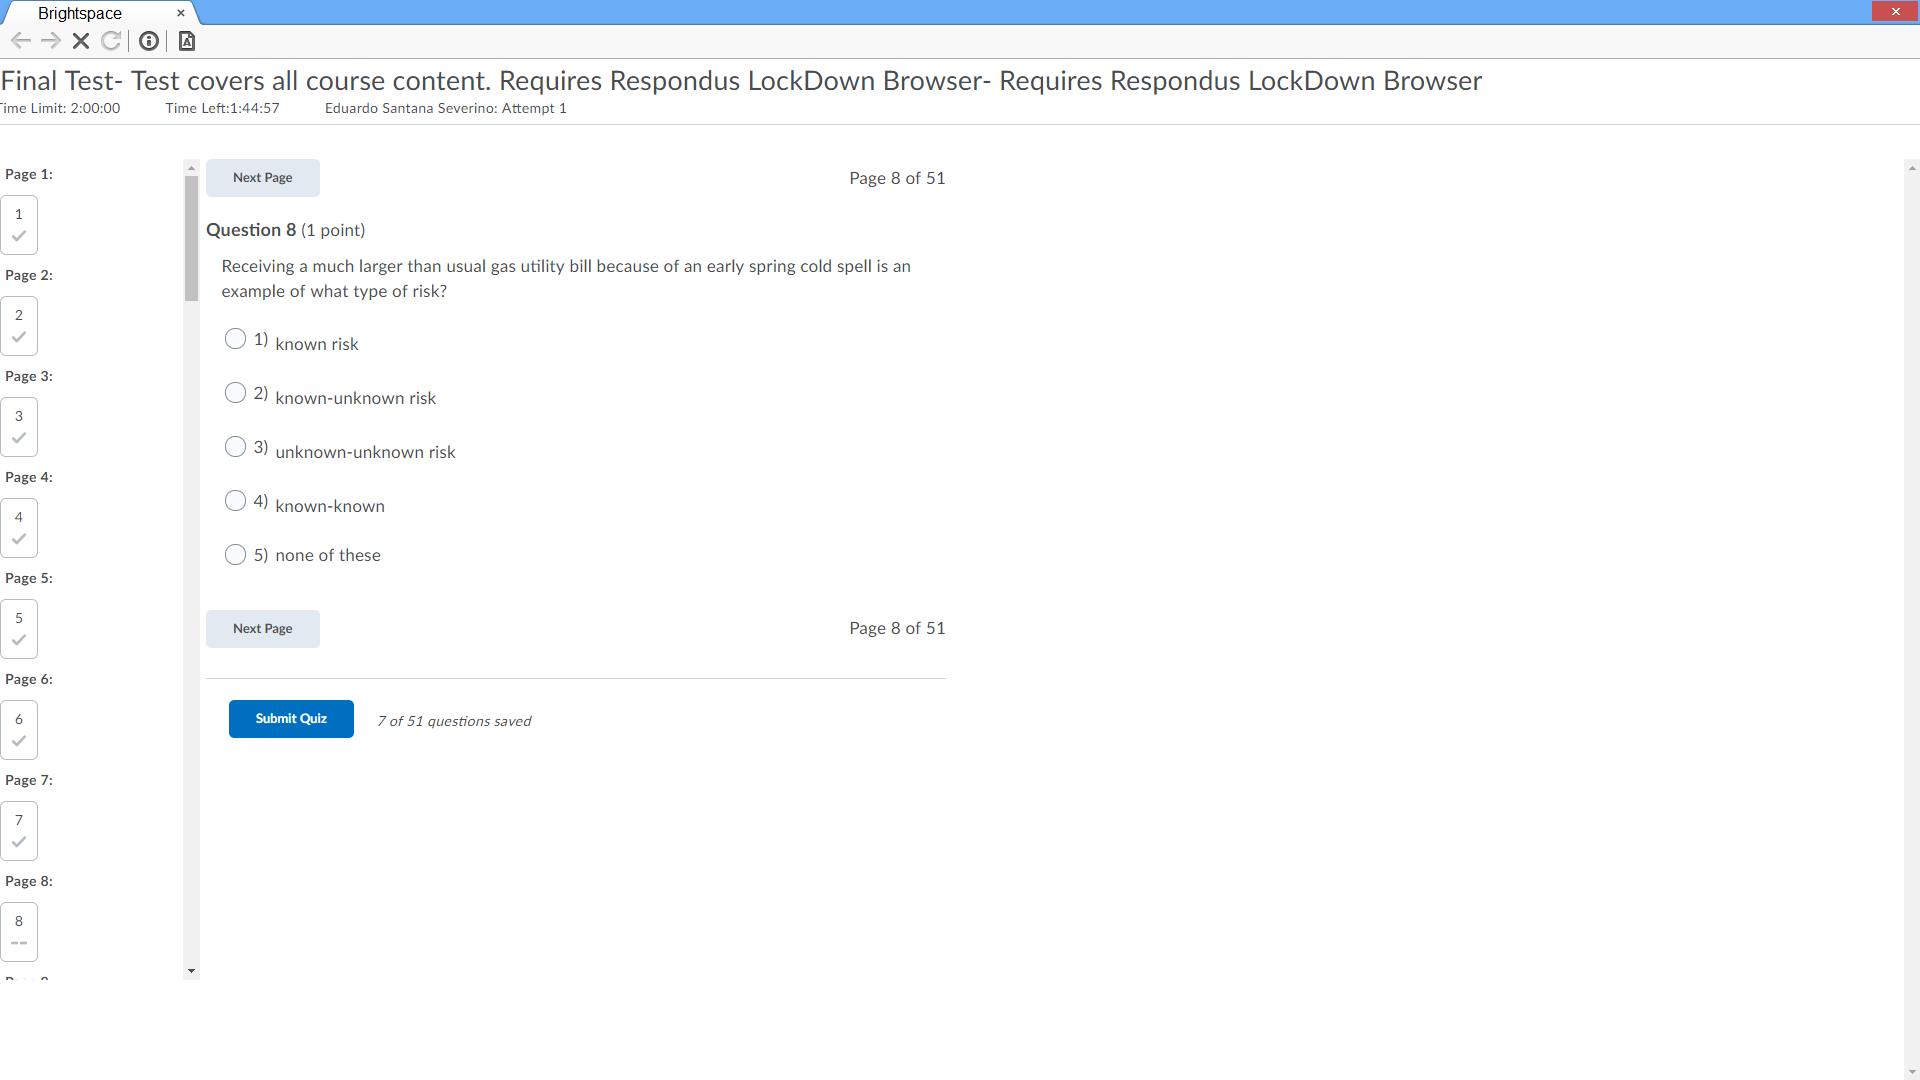 Brightspace
Final Test- Test covers all course content. Requires Respondus LockDown Browser- Requires Respondus LockDown Browser
Time Limit: 2:00:00 Time Left:1:44:57 Eduardo Santana Severino: Attempt 1
Page 1:
1
Page 2:
2
Page 3:
3
Page 4:
4
Page 5:
5
Page 6:
6
Page 7:
7
Page 8:
8
--
Next Page Page 8 of 51
Question 8 (1 point)
Receiving a much larger than usual gas utility bill because of an early spring cold spell is an
example of what type of risk?
1) known risk
2) known-unknown risk
3) unknown-unknown risk
4) known-known
5) none of these
Next Page Page 8 of 51
Submit Quiz 7 of 51 questions saved